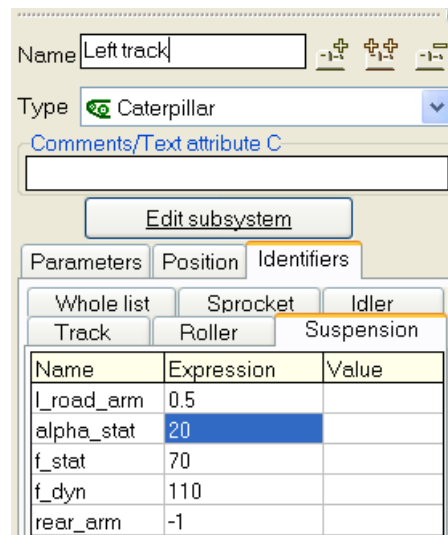 Name Left track
Type Caterpillar
Comments/Text attribute C
Edit subsystem
Parameters Position Identifiers
Whole list Sprocket Idler
Track Roller Suspension
Name Expression Value
l_road_arm 0.5
alpha_stat 20
f_stat 70
f_dyn 110
rear_arm -1